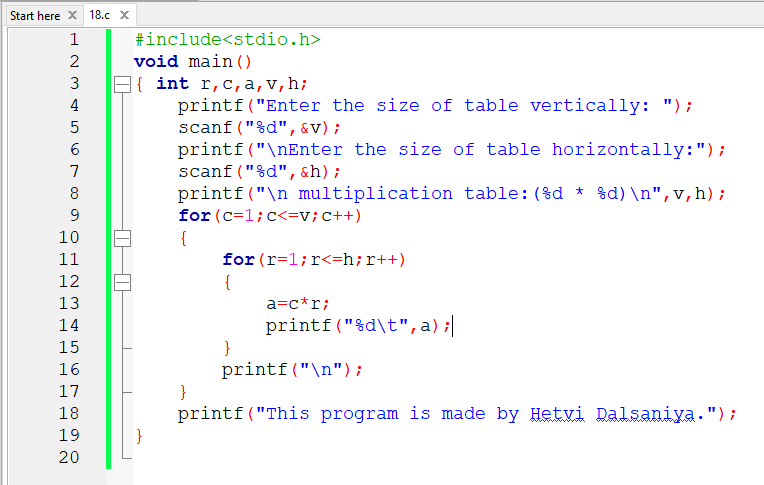 Start here X 18.c X
1 #include<stdio.h>
2 void main()
3 { int r,c,a,v,h;
4     printf("Enter the size of table vertically: ");
5     scanf("%d",&v);
6     printf("\nEnter the size of table horizontally:");
7     scanf("%d",&h);
8     printf("\n multiplication table:(%d * %d)\n",v,h);
9     for(c=1;c<=v;c++)
10     {
11         for(r=1;r<=h;r++)
12         {
13             a=c*r;
14             printf("%d\t",a);
15         }
16         printf("\n");
17     }
18     printf("This program is made by Hetvi Dalsaniya.");
19 }
20